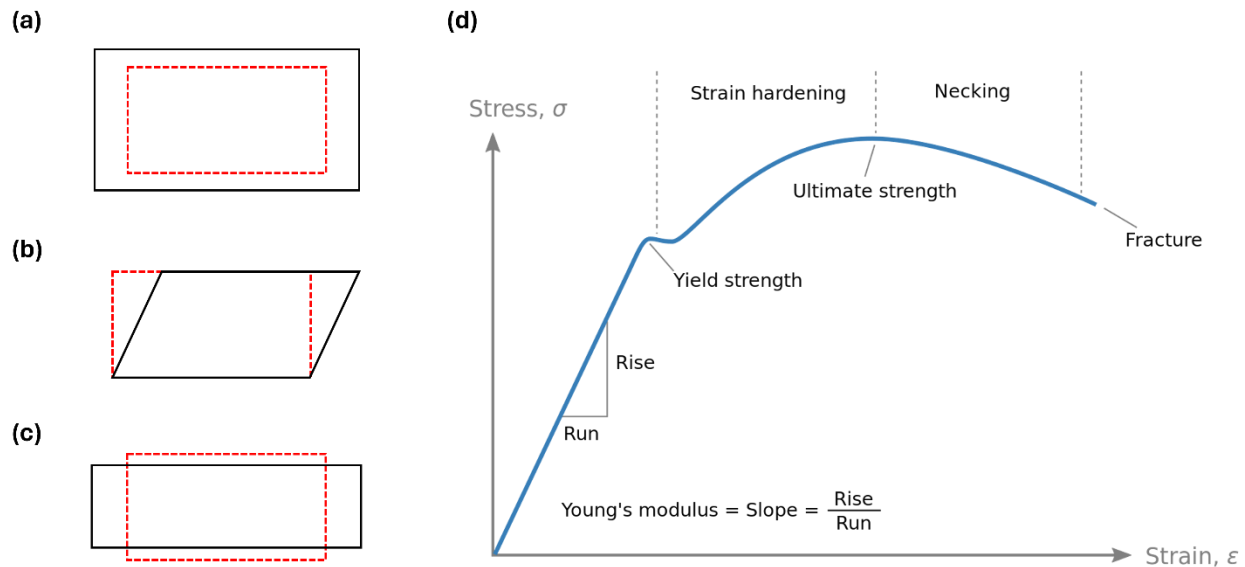 (a)
(b)
(c)
(d)
Stress, σ
Strain hardening
Necking
Ultimate strength
Fracture
Yield strength
Rise
Run
Young's modulus = Slope = Rise
Run
Strain, ε